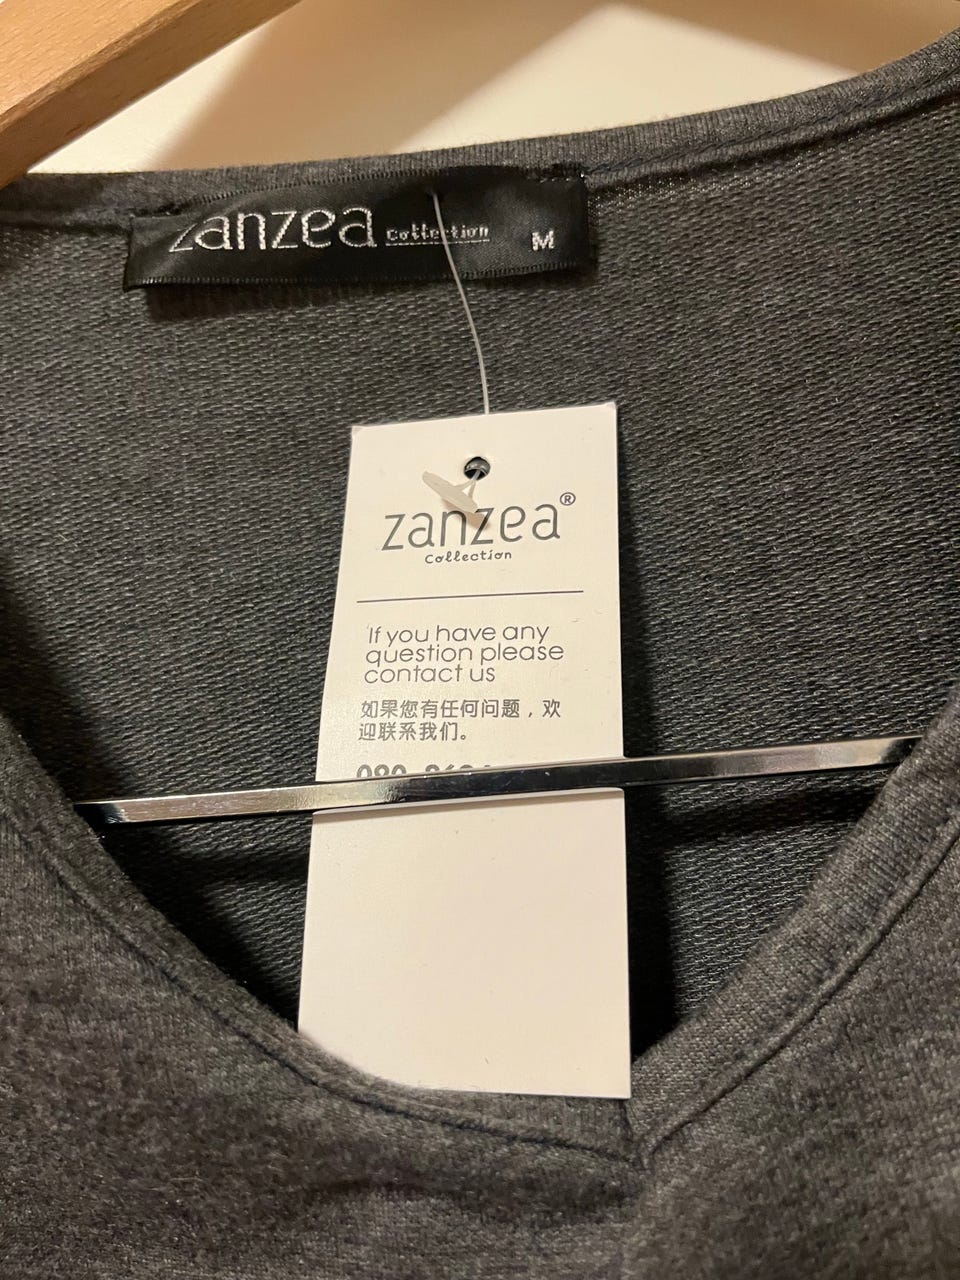 zanzea Collection M
zanzea®
Collection
If you have any
question please
contact us
如果您有任何问题，欢
迎联系我们。